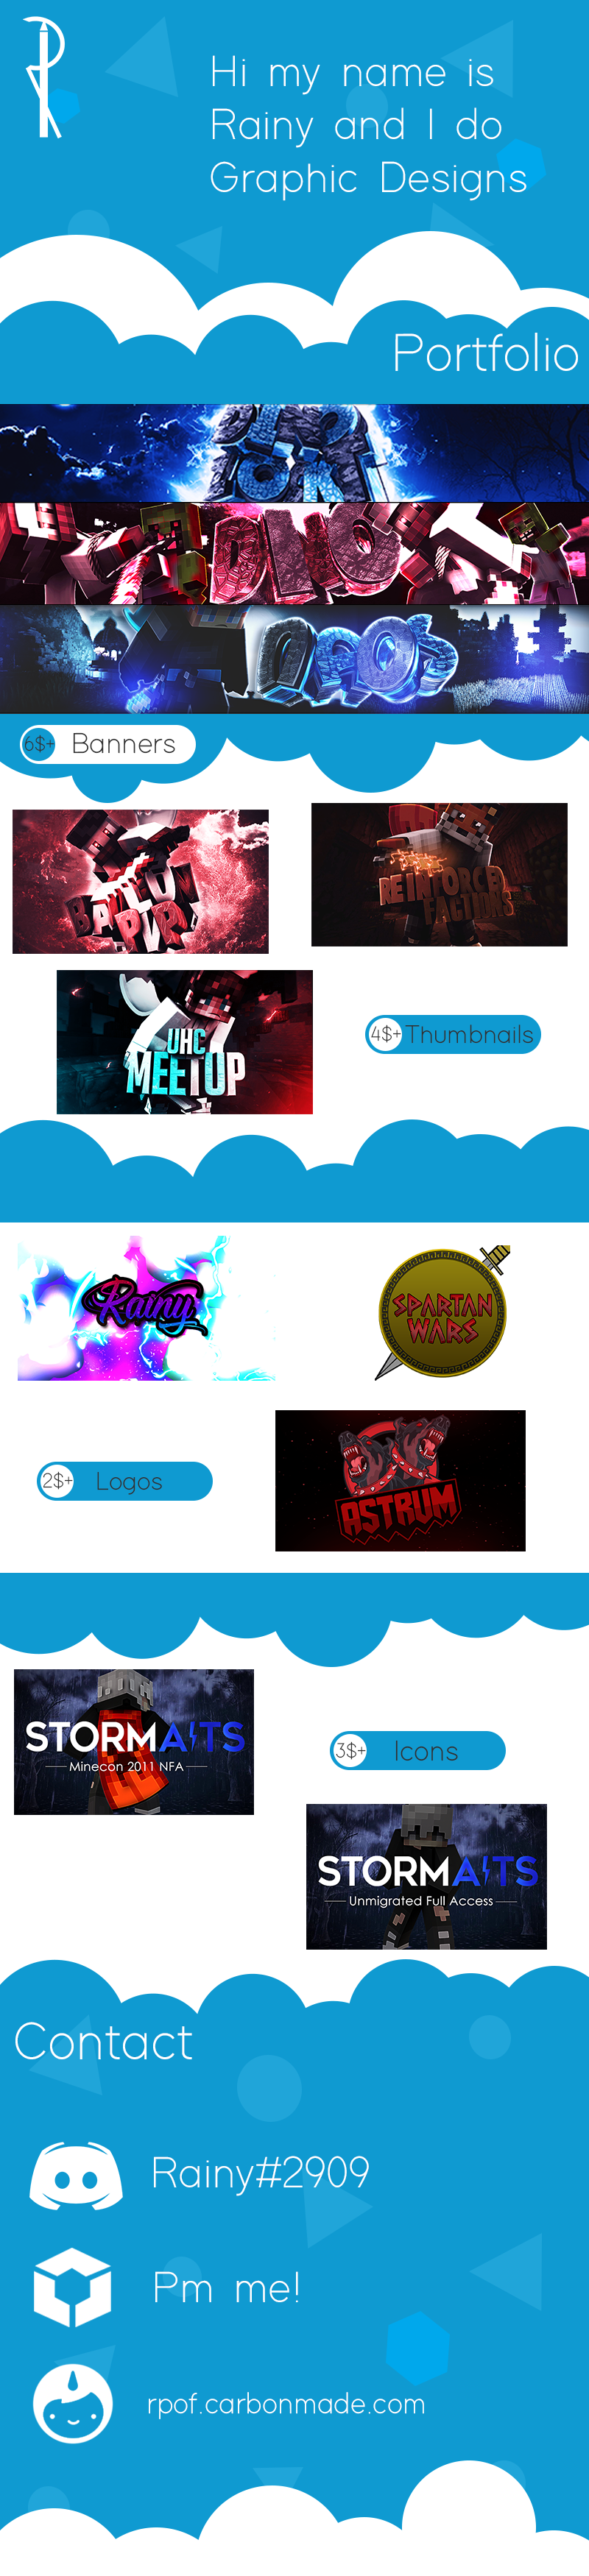 Hi my name is
Rainy and I do
Graphic Designs
Portfolio
6$+ Banners
REINFORCED
FACTIONS
UHC
MEETUP
4$+ Thumbnails
Rainy
SPARTAN
WARS
ASTRUM
2$+ Logos
STORMALTS
Minecon 2011 NFA
3$+ Icons
STORMALTS
Unmigrated Full Access
Contact
Rainy#2909
Pm me!
rpof.carbonmade.com